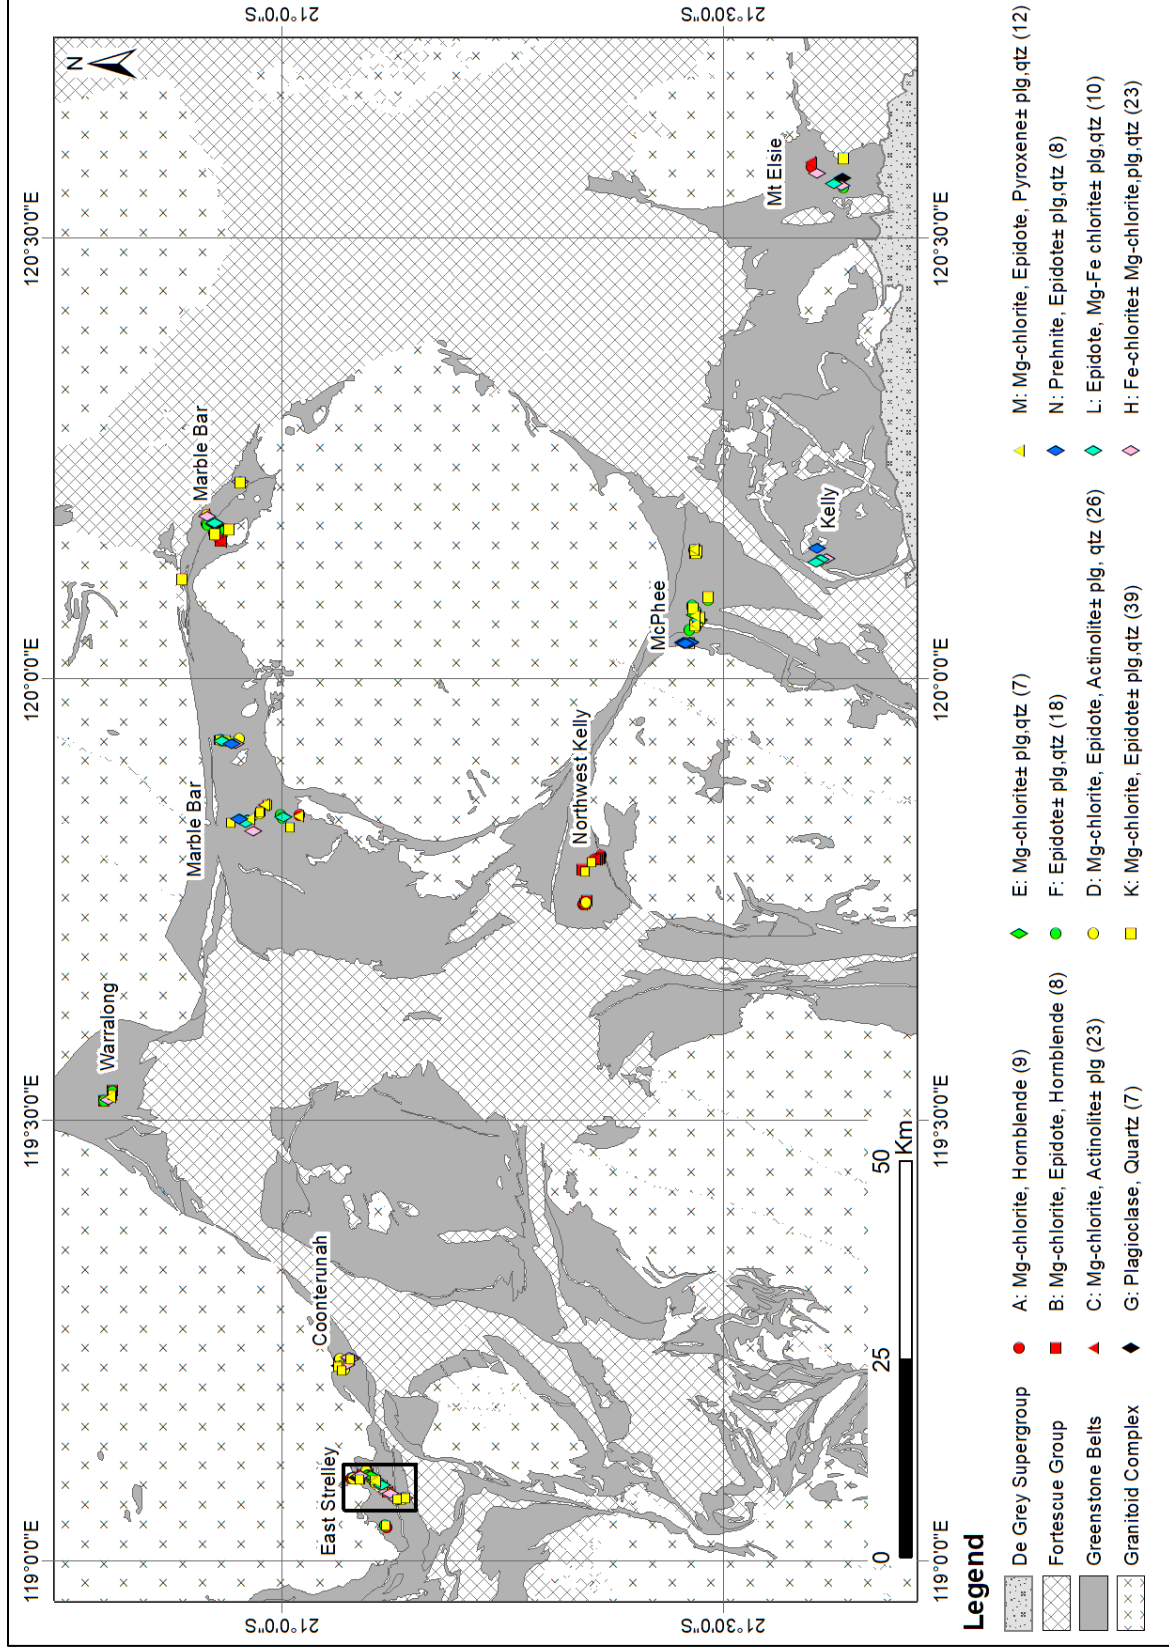 119°0'0"E
119°30'0"E
120°0'0"E
120°30'0"E
21°0'0"S
21°0'0"S
21°30'0"S
21°30'0"S
N
Warralong
Marble Bar
Marble Bar
Coonterunah
East Strelley
Northwest Kelly
McPhee
Mt Elsie
Kelly
0
25
50
Km
119°0'0"E
119°30'0"E
120°0'0"E
120°30'0"E
Legend
De Grey Supergroup
Fortescue Group
Greenstone Belts
Granitoid Complex
A: Mg-chlorite, Hornblende (9)
B: Mg-chlorite, Epidote, Hornblende (8)
C: Mg-chlorite, Actinolite± plg (23)
G: Plagioclase, Quartz (7)
E: Mg-chlorite± plg,qtz (7)
F: Epidote± plg,qtz (18)
D: Mg-chlorite, Epidote, Actinolite± plg, qtz (26)
K: Mg-chlorite, Epidote± plg,qtz (39)
M: Mg-chlorite, Epidote, Pyroxene± plg,qtz (12)
N: Prehnite, Epidote± plg,qtz (8)
L: Epidote, Mg-Fe chlorite± plg,qtz (10)
H: Fe-chlorite± Mg-chlorite,plg,qtz (23)